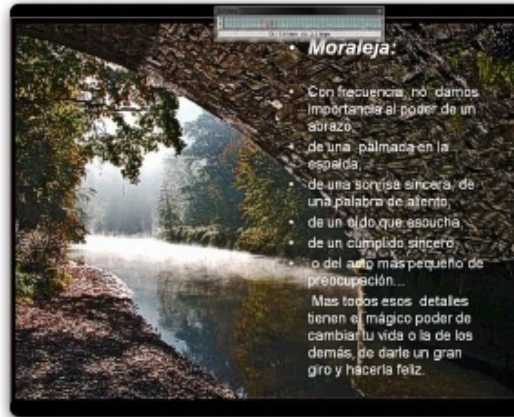 Moraleja:
Con frecuencia no damos
importancia al poder de un
abrazo,
de una palmada en la
espalda,
de una sonrisa sincera, de
una palabra de aliento,
de un oído que escucha,
de un cumplido sincero,
o del acto más pequeño de
preocupación...
Mas todos esos detalles
tienen el mágico poder de
cambiar tu vida o la de los
demás, de darle un gran
giro y hacerla feliz.